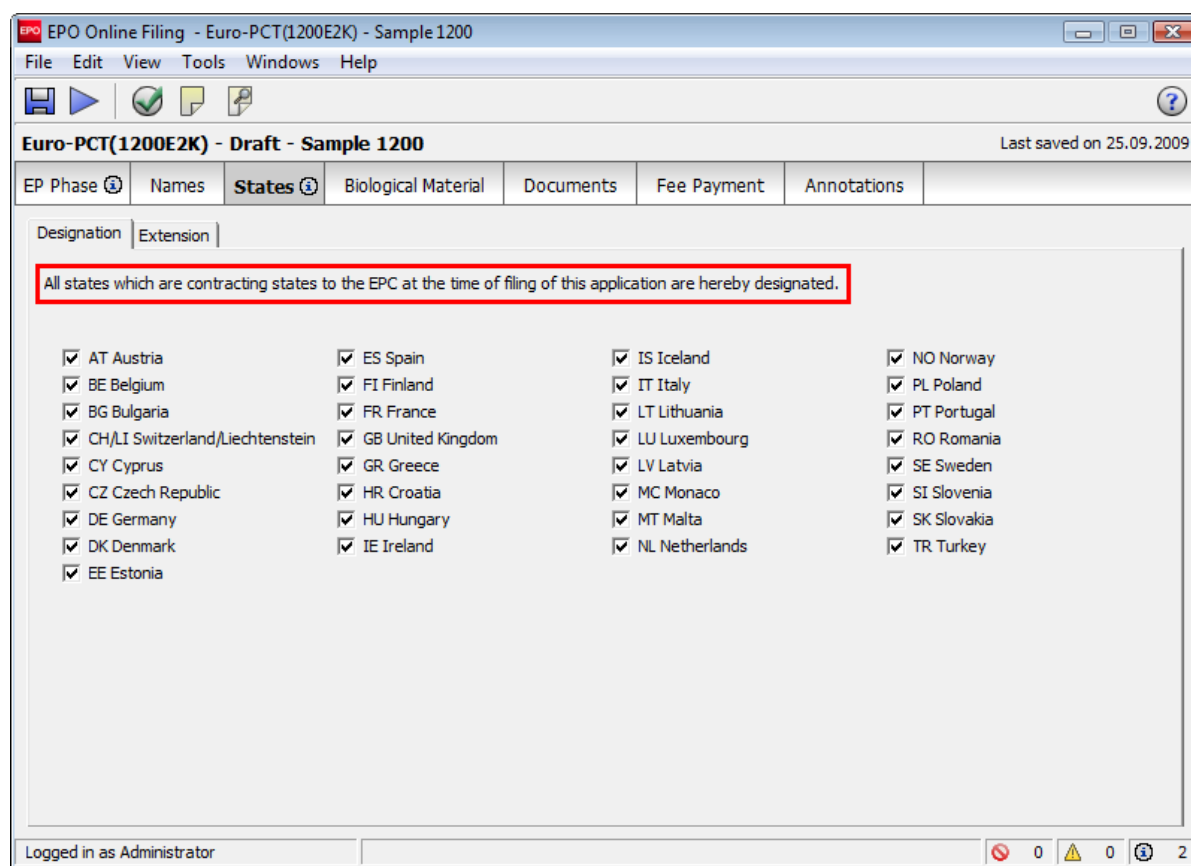 EPO EPO Online Filing - Euro-PCT(1200E2K) - Sample 1200
File Edit View Tools Windows Help
Euro-PCT(1200E2K) - Draft - Sample 1200 Last saved on 25.09.2009
EP Phase Names States Biological Material Documents Fee Payment Annotations
Designation Extension
All states which are contracting states to the EPC at the time of filing of this application are hereby designated.
AT Austria ES Spain IS Iceland NO Norway
BE Belgium FI Finland IT Italy PL Poland
BG Bulgaria FR France LT Lithuania PT Portugal
CH/LI Switzerland/Liechtenstein GB United Kingdom LU Luxembourg RO Romania
CY Cyprus GR Greece LV Latvia SE Sweden
CZ Czech Republic HR Croatia MC Monaco SI Slovenia
DE Germany HU Hungary MT Malta SK Slovakia
DK Denmark IE Ireland NL Netherlands TR Turkey
EE Estonia
Logged in as Administrator 0 0 2